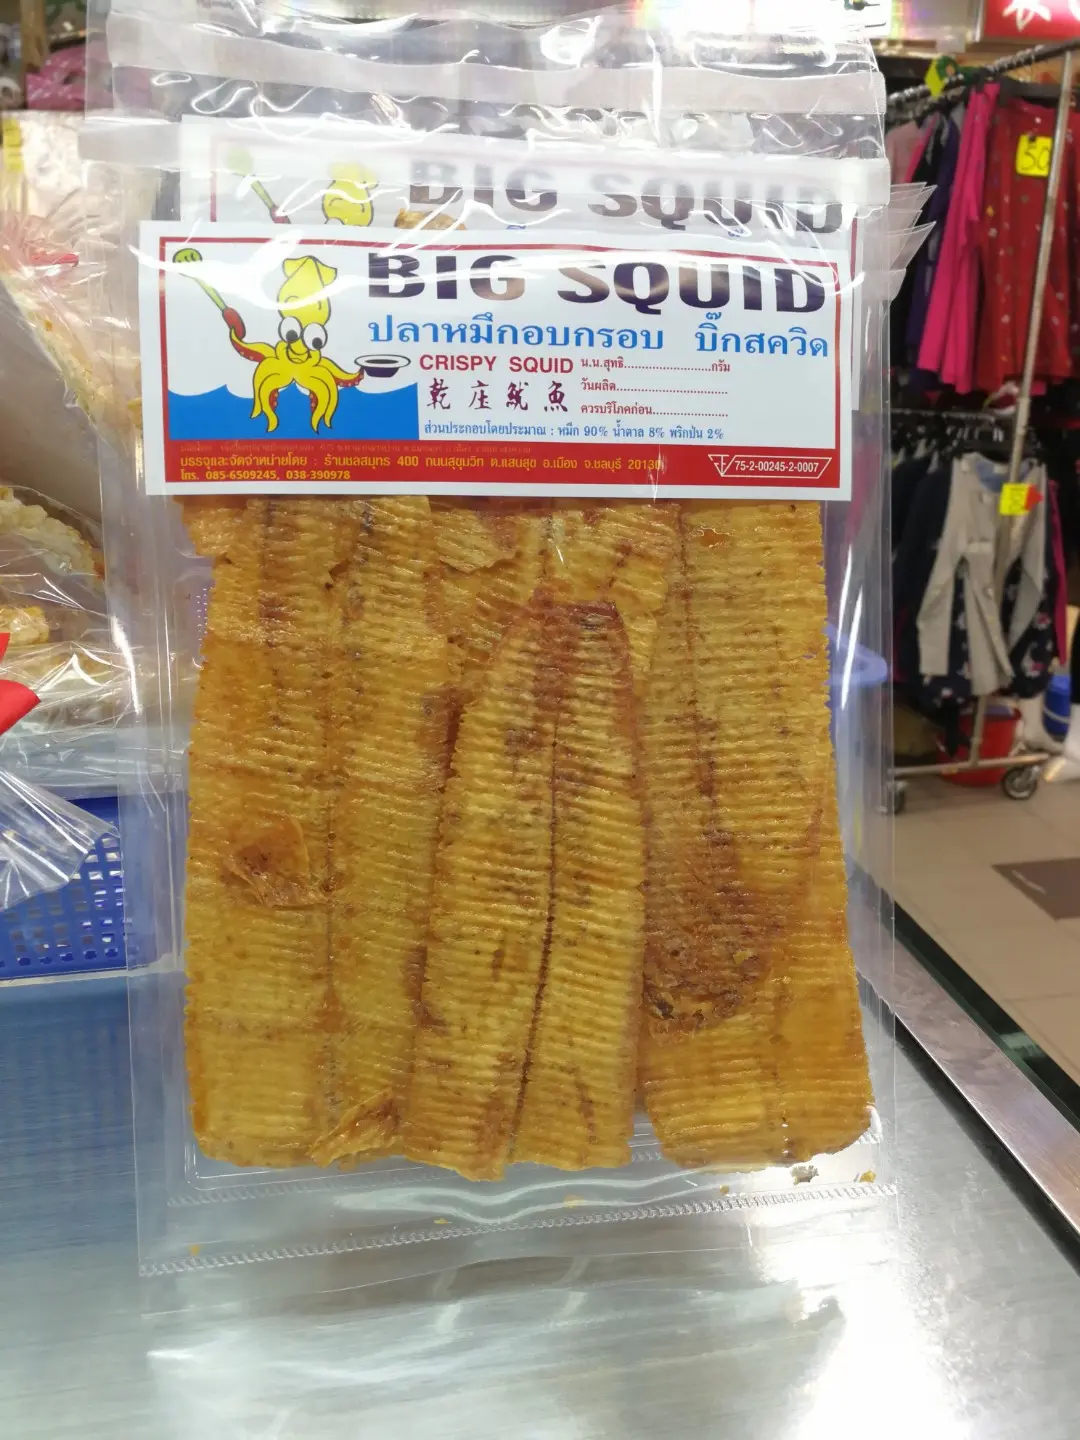 BIG SQUID
BIG SQUID
ปลาหมึกอบกรอบ บิ๊กสควิด
CRISPY SQUID
乾庄魷魚
น.น.สุทธิ..........................กรัม
วันผลิต..............................
ควรบริโภคก่อน....................
ส่วนประกอบโดยประมาณ : หมึก 90% น้ำตาล 8% พริกป่น 2%
บรรจุและจัดจำหน่ายโดย : ร้านชลสมุทร 400 ถนนสุขุมวิท ต.แสนสุข อ.เมือง จ.ชลบุรี 20130
โทร. 085-6509245, 038-390978
75-2-00245-2-0007
50